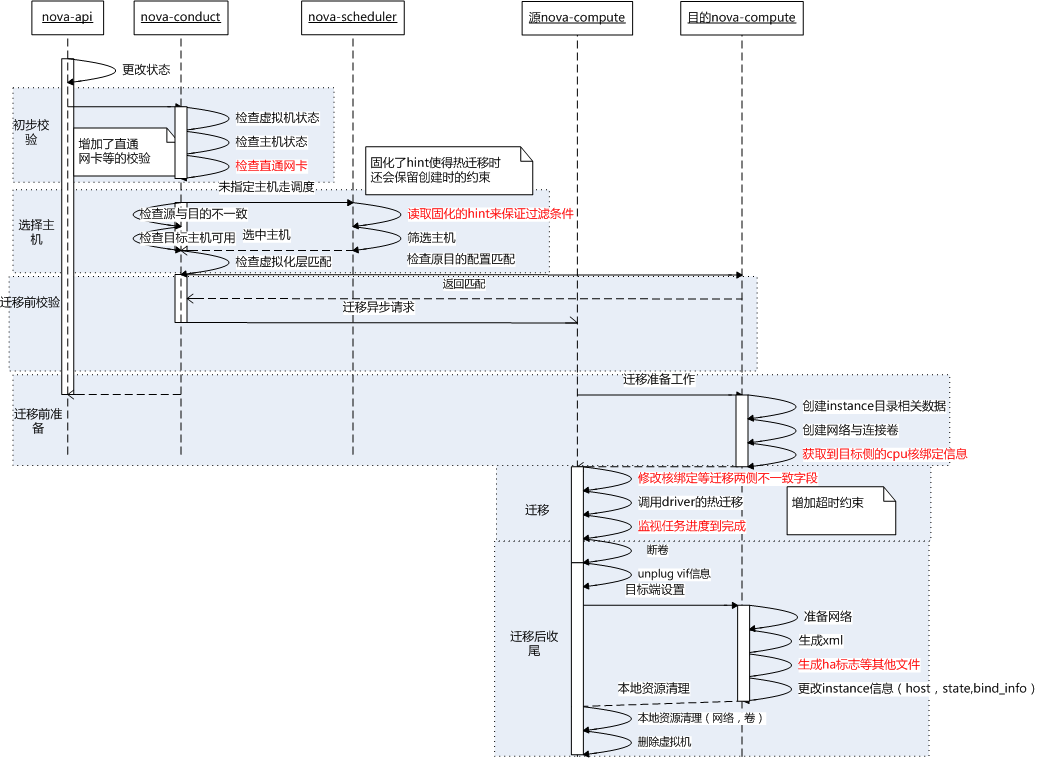 nova-api
nova-conduct
nova-scheduler
源nova-compute
目的nova-compute
更改状态
初步校
验
增加了直通
网卡等的校验
检查虚拟机状态
检查主机状态
检查直通网卡
固化了hint使得热迁移时
还会保留创建时的约束
未指定主机走调度
选择主
机
检查源与目的不一致
读取固化的hint来保证过滤条件
检查目标主机可用
选中主机
筛选主机
检查虚拟化层匹配
检查原目的配置匹配
返回匹配
迁移前校验
迁移异步请求
迁移准备工作
迁移前准
备
创建instance目录相关数据
创建网络与连接卷
获取到目标侧的cpu核绑定信息
修改核绑定等迁移两侧不一致字段
迁移
调用driver的热迁移
增加超时约束
监视任务进度到完成
断卷
unplug vif信息
目标端设置
迁移后收
尾
准备网络
生成xml
生成ha标志等其他文件
更改instance信息（host，state,bind_info）
本地资源清理
本地资源清理（网络，卷）
删除虚拟机